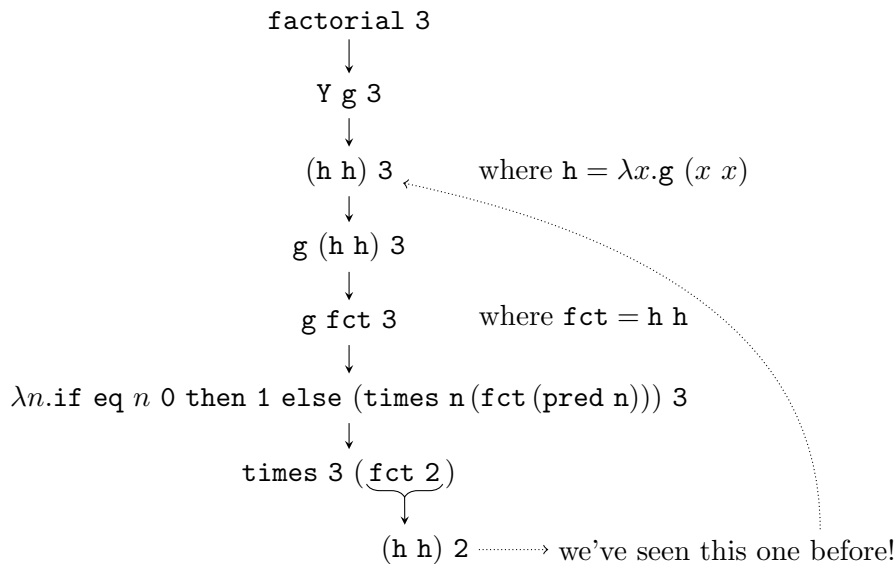 factorial 3
Y g 3
(h h) 3 where h = λx.g (x x)
g (h h) 3
g fct 3 where fct = h h
λn.if eq n 0 then 1 else (times n(fct(pred n))) 3
times 3 (fct 2)
(h h) 2 we've seen this one before!